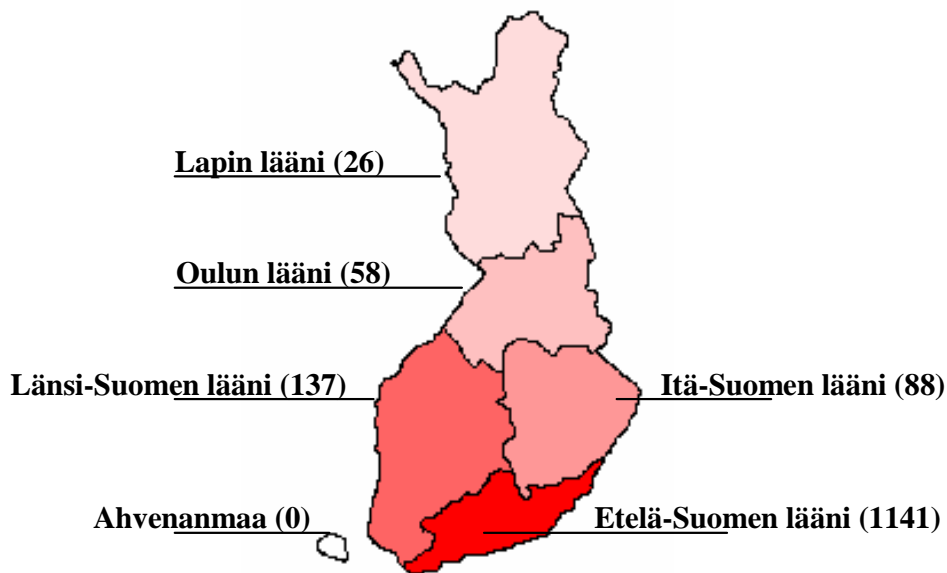 Lapin lääni (26)
Oulun lääni (58)
Länsi-Suomen lääni (137)
Itä-Suomen lääni (88)
Ahvenanmaa (0)
Etelä-Suomen lääni (1141)